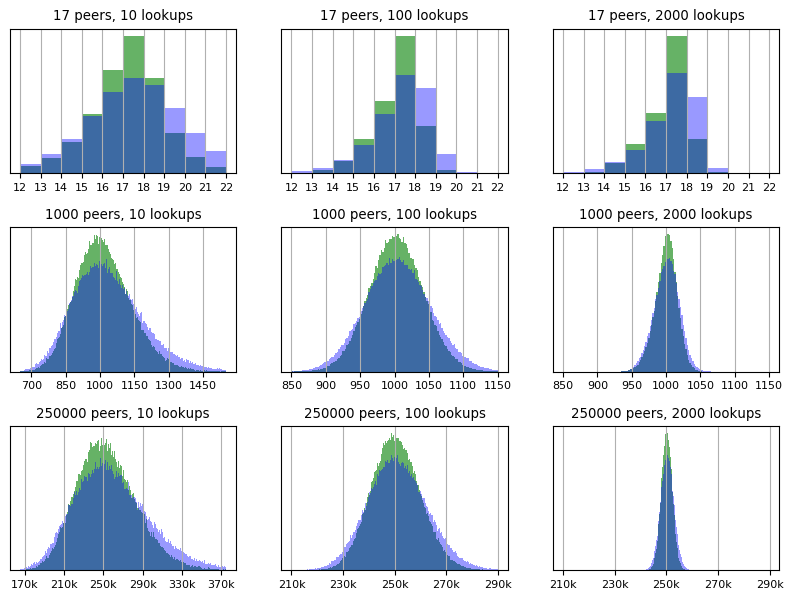 17 peers, 10 lookups
17 peers, 100 lookups
17 peers, 2000 lookups
12 13 14 15 16 17 18 19 20 21 22
12 13 14 15 16 17 18 19 20 21 22
12 13 14 15 16 17 18 19 20 21 22
1000 peers, 10 lookups
1000 peers, 100 lookups
1000 peers, 2000 lookups
700 850 1000 1150 1300 1450
850 900 950 1000 1050 1100 1150
850 900 950 1000 1050 1100 1150
250000 peers, 10 lookups
250000 peers, 100 lookups
250000 peers, 2000 lookups
170k 210k 250k 290k 330k 370k
210k 230k 250k 270k 290k
210k 230k 250k 270k 290k